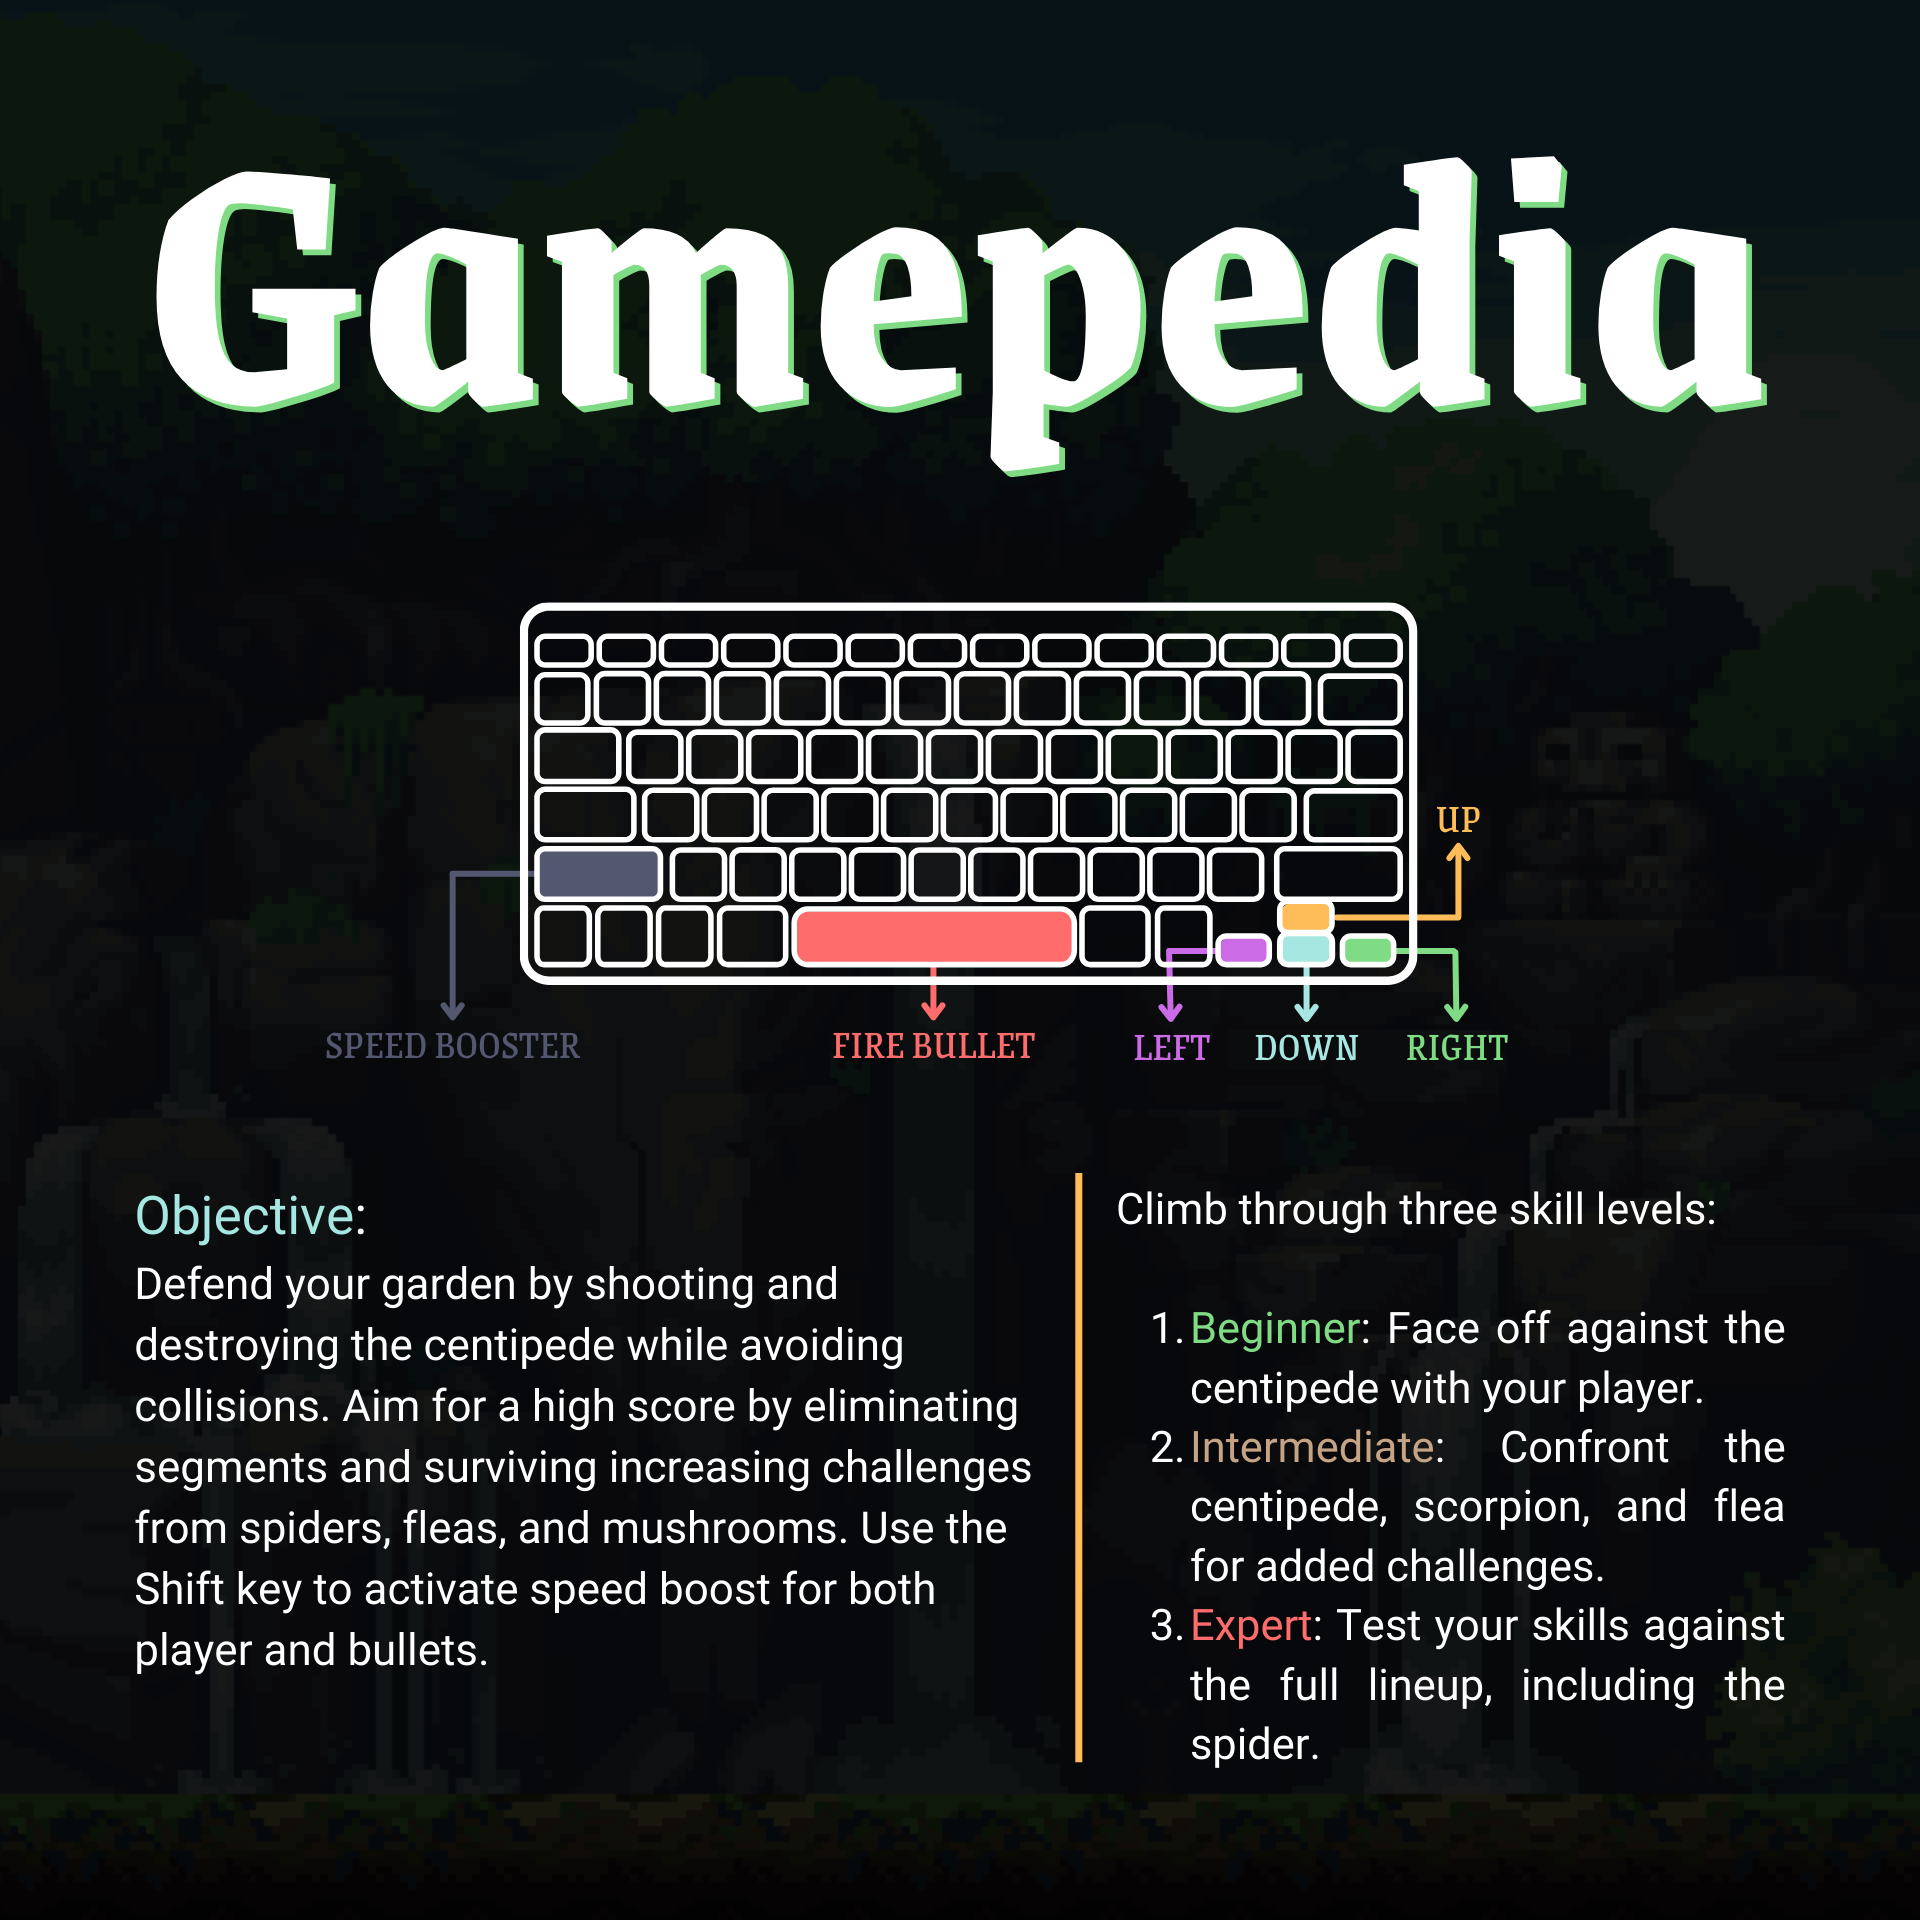 Gamepedia
UP
SPEED BOOSTER
FIRE BULLET
LEFT
DOWN
RIGHT
Objective:
Defend your garden by shooting and
destroying the centipede while avoiding
collisions. Aim for a high score by eliminating
segments and surviving increasing challenges
from spiders, fleas, and mushrooms. Use the
Shift key to activate speed boost for both
player and bullets.
Climb through three skill levels:
1. Beginner: Face off against the
centipede with your player.
2. Intermediate: Confront the
centipede, scorpion, and flea
for added challenges.
3. Expert: Test your skills against
the full lineup, including the
spider.